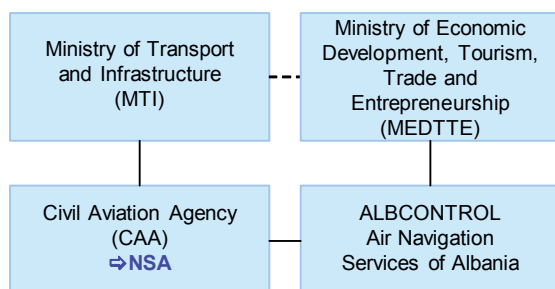 Ministry of Transport
and Infrastructure
(MTI)
Ministry of Economic
Development, Tourism,
Trade and
Entrepreneurship
(MEDTTE)
Civil Aviation Agency
(CAA)
⇨NSA
ALBCONTROL
Air Navigation
Services of Albania